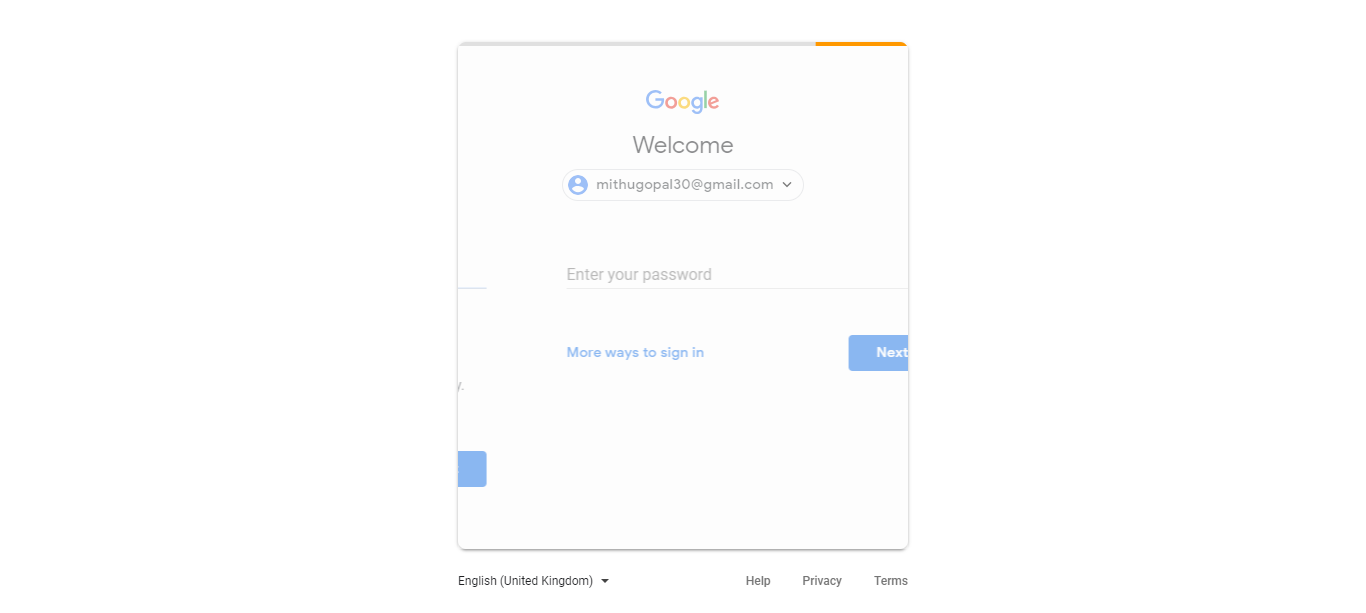 Google
Welcome
mithugopal30@gmail.com
Enter your password
More ways to sign in
Next
y.
English (United Kingdom)
Help
Privacy
Terms